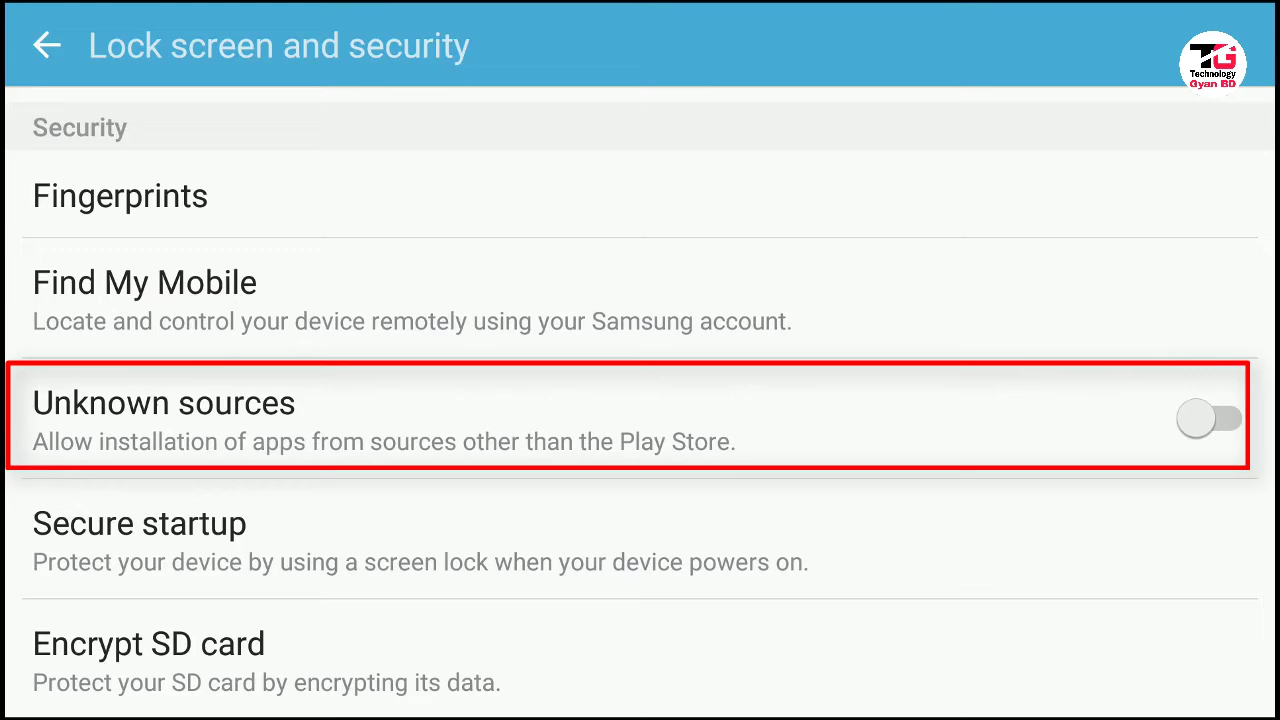 Lock screen and security
TG
Technology
Gyan BD
Security
Fingerprints
Find My Mobile
Locate and control your device remotely using your Samsung account.
Unknown sources
Allow installation of apps from sources other than the Play Store.
Secure startup
Protect your device by using a screen lock when your device powers on.
Encrypt SD card
Protect your SD card by encrypting its data.